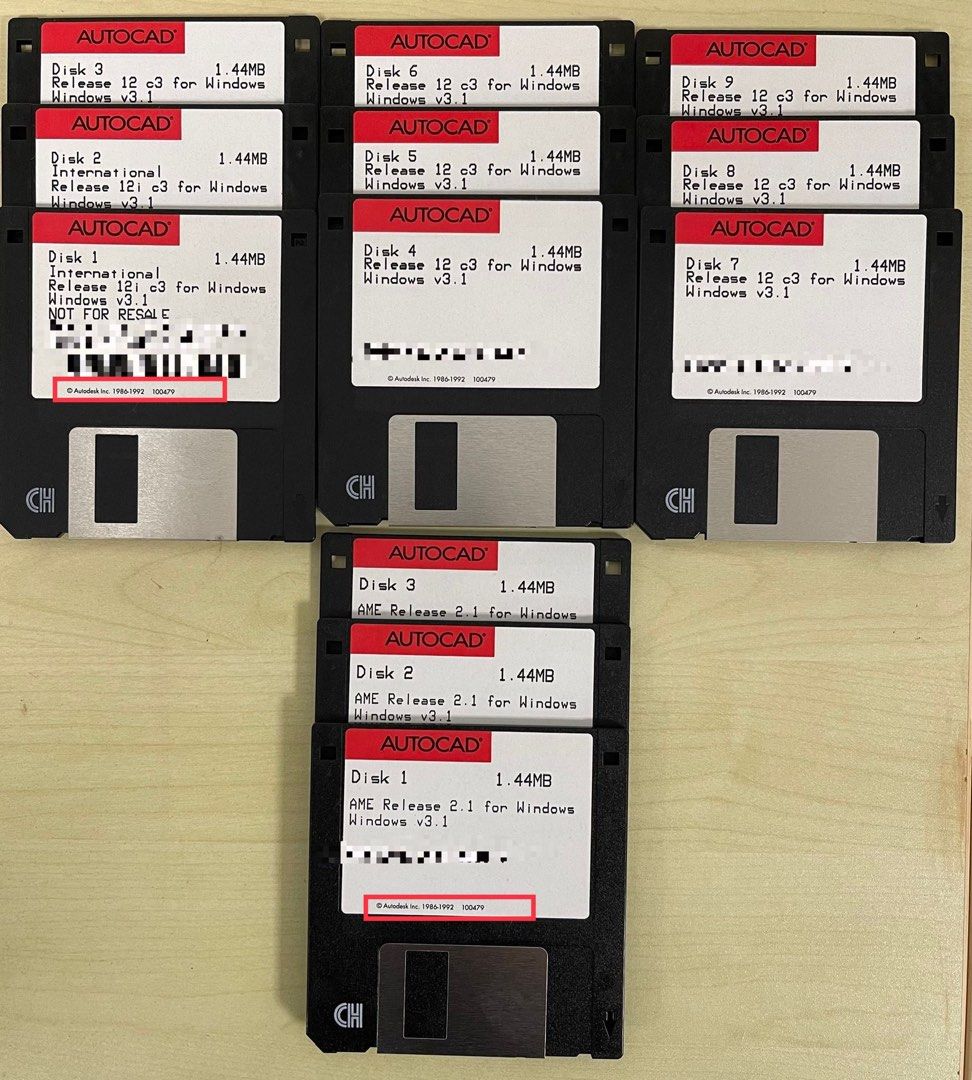 AUTOCAD®
Disk 3 1.44MB
Release 12 c3 for Windows
Windows v3.1
AUTOCAD®
Disk 2 1.44MB
International
Release 12i c3 for Windows
Windows v3.1
AUTOCAD®
Disk 1 1.44MB
International
Release 12i c3 for Windows
Windows v3.1
NOT FOR RESALE
© Autodesk Inc. 1986-1992 100479
CH
AUTOCAD®
Disk 6 1.44MB
Release 12 c3 for Windows
Windows v3.1
AUTOCAD®
Disk 5 1.44MB
Release 12 c3 for Windows
Windows v3.1
AUTOCAD®
Disk 4 1.44MB
Release 12 c3 for Windows
Windows v3.1
© Autodesk Inc. 1986-1992 100479
CH
AUTOCAD®
Disk 9 1.44MB
Release 12 c3 for Windows
Windows v3.1
AUTOCAD®
Disk 8 1.44MB
Release 12 c3 for Windows
Windows v3.1
AUTOCAD®
Disk 7 1.44MB
Release 12 c3 for Windows
Windows v3.1
© Autodesk Inc. 1986-1992 100479
CH
AUTOCAD®
Disk 3 1.44MB
AME Release 2.1 for Windows
AUTOCAD®
Disk 2 1.44MB
AME Release 2.1 for Windows
Windows v3.1
AUTOCAD®
Disk 1 1.44MB
AME Release 2.1 for Windows
Windows v3.1
© Autodesk Inc. 1986-1992 100479
CH